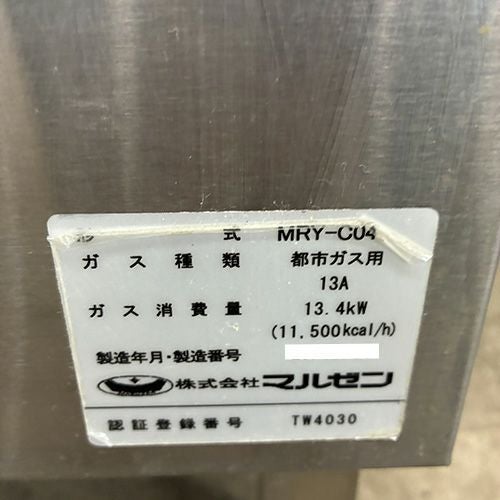 形 式 MRY-C04
ガス種類 都市ガス用
13A
ガス消費量 13.4kW
(11,500kcal/h)
製造年月・製造番号
株式会社マルゼン
認証登録番号 TW4030